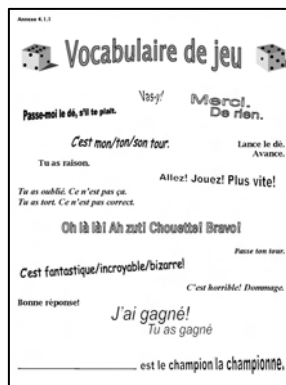 Annexe 4.1.1
Vocabulaire de jeu
Vas-y!
Passe-moi le dé, s'il te plaît.
Merci.
De rien.
C'est mon/ton/son tour.
Lance le dé.
Avance.
Tu as raison.
Allez! Jouez! Plus vite!
Tu as oublié. Ce n'est pas ça.
Tu as tort. Ce n'est pas correct.
Oh là là! Ah zut! Chouette! Bravo!
Passe ton tour.
C'est fantastique/incroyable/bizarre!
C'est horrible! Dommage.
Bonne réponse!
J'ai gagné!
Tu as gagné
est le champion la championne.